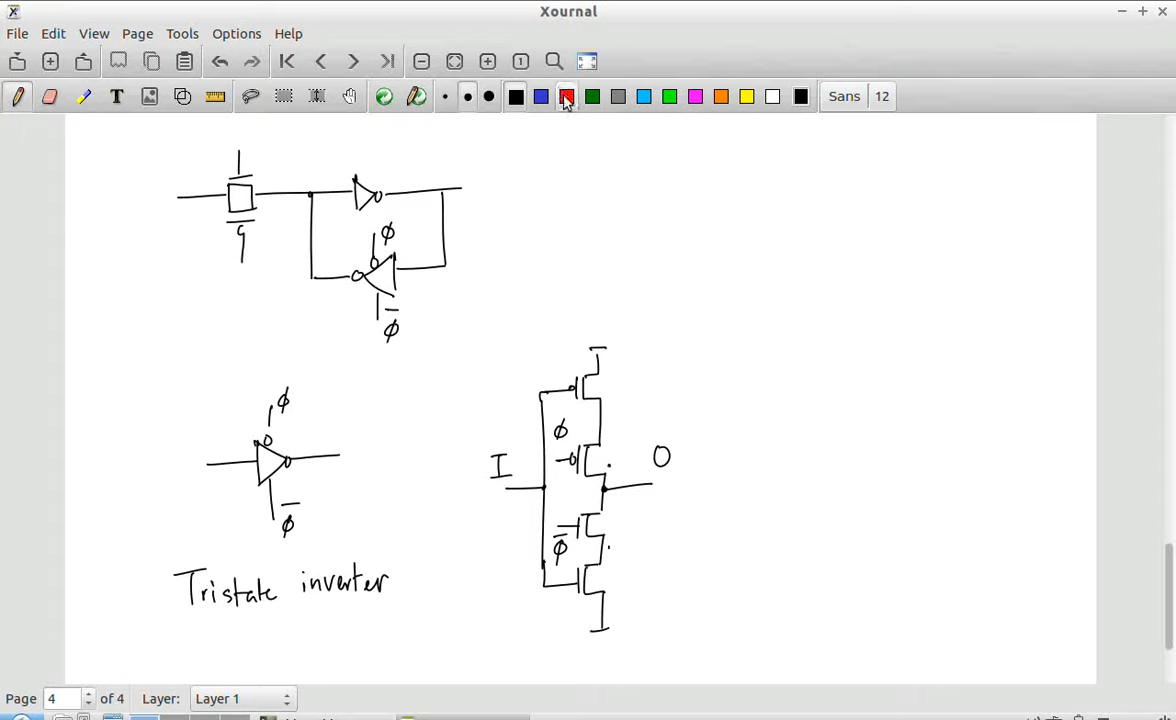 Xournal
File Edit View Page Tools Options Help
Sans 12
ϕ
ϕ̅
ϕ
ϕ
I
O
ϕ̅
ϕ̅
Tristate inverter
Page 4 of 4 Layer: Layer 1